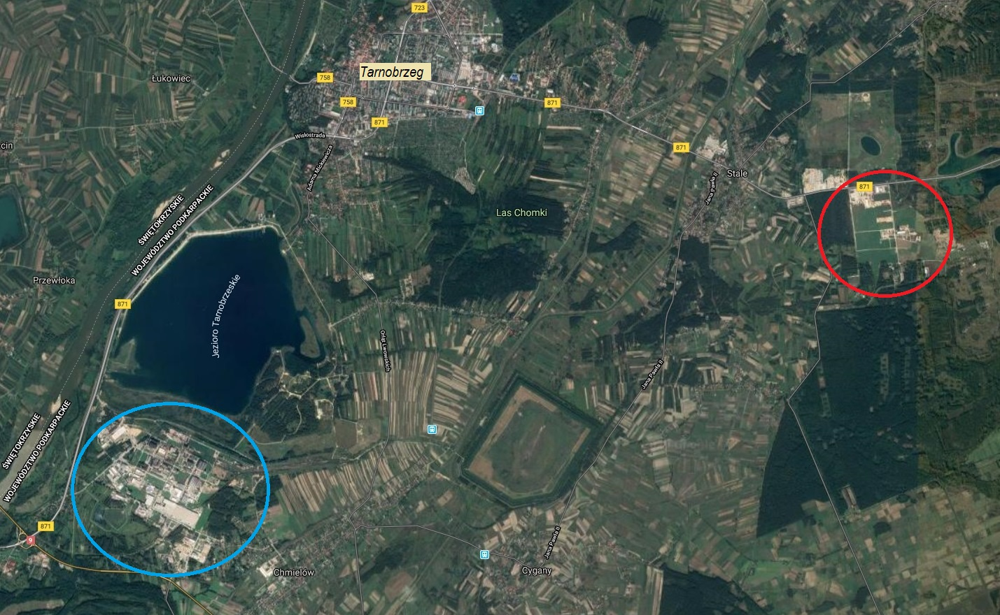 723
Tarnobrzeg
758
Łukowiec
758
871
871
Wisłostrada
871
Adama Mickiewicza
Stale
Jana Pawła II
871
ŚWIĘTOKRZYSKIE
WOJEWÓDZTWO PODKARPACKIE
Las Chomki
Przewłoka
Jezioro Tarnobrzeskie
871
Orląt Lwowskich
Jana Pawła II
ŚWIĘTOKRZYSKIE
WOJEWÓDZTWO PODKARPACKIE
871
9
Jana Pawła II
Chmielów
Cygany